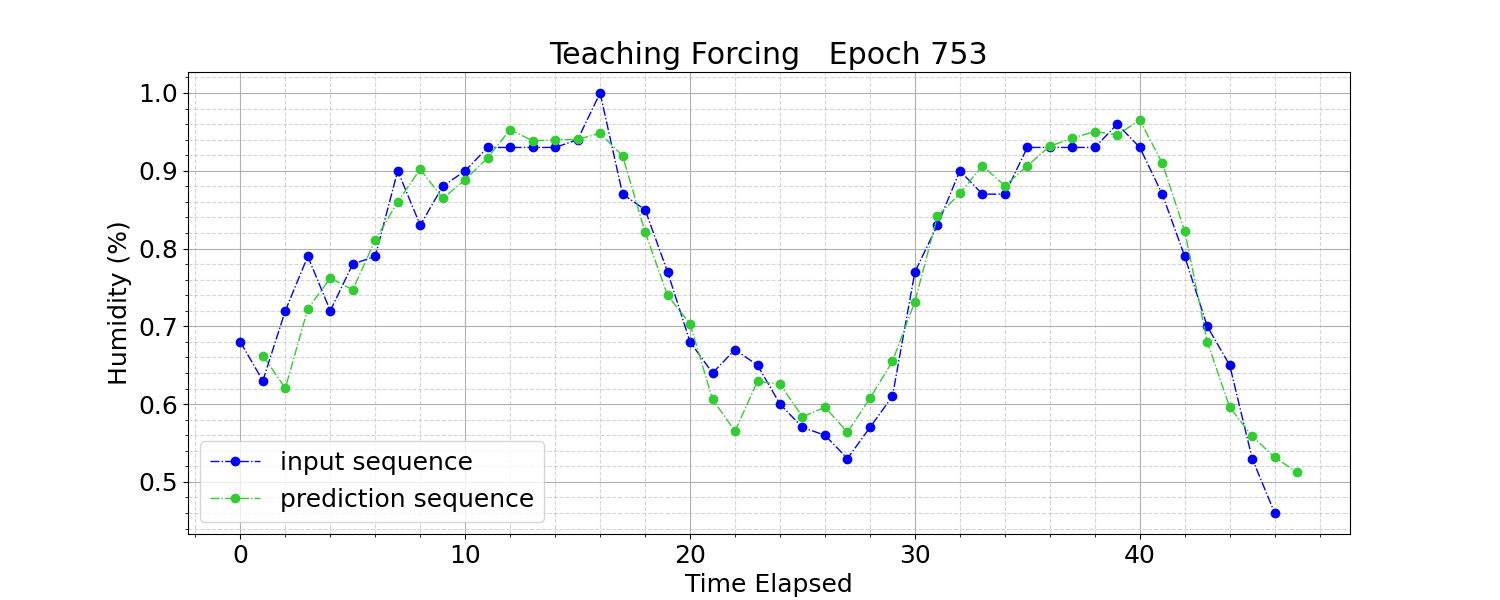 Teaching Forcing   Epoch 753
Humidity (%)
1.0
0.9
0.8
0.7
0.6
0.5
input sequence
prediction sequence
0 10 20 30 40
Time Elapsed